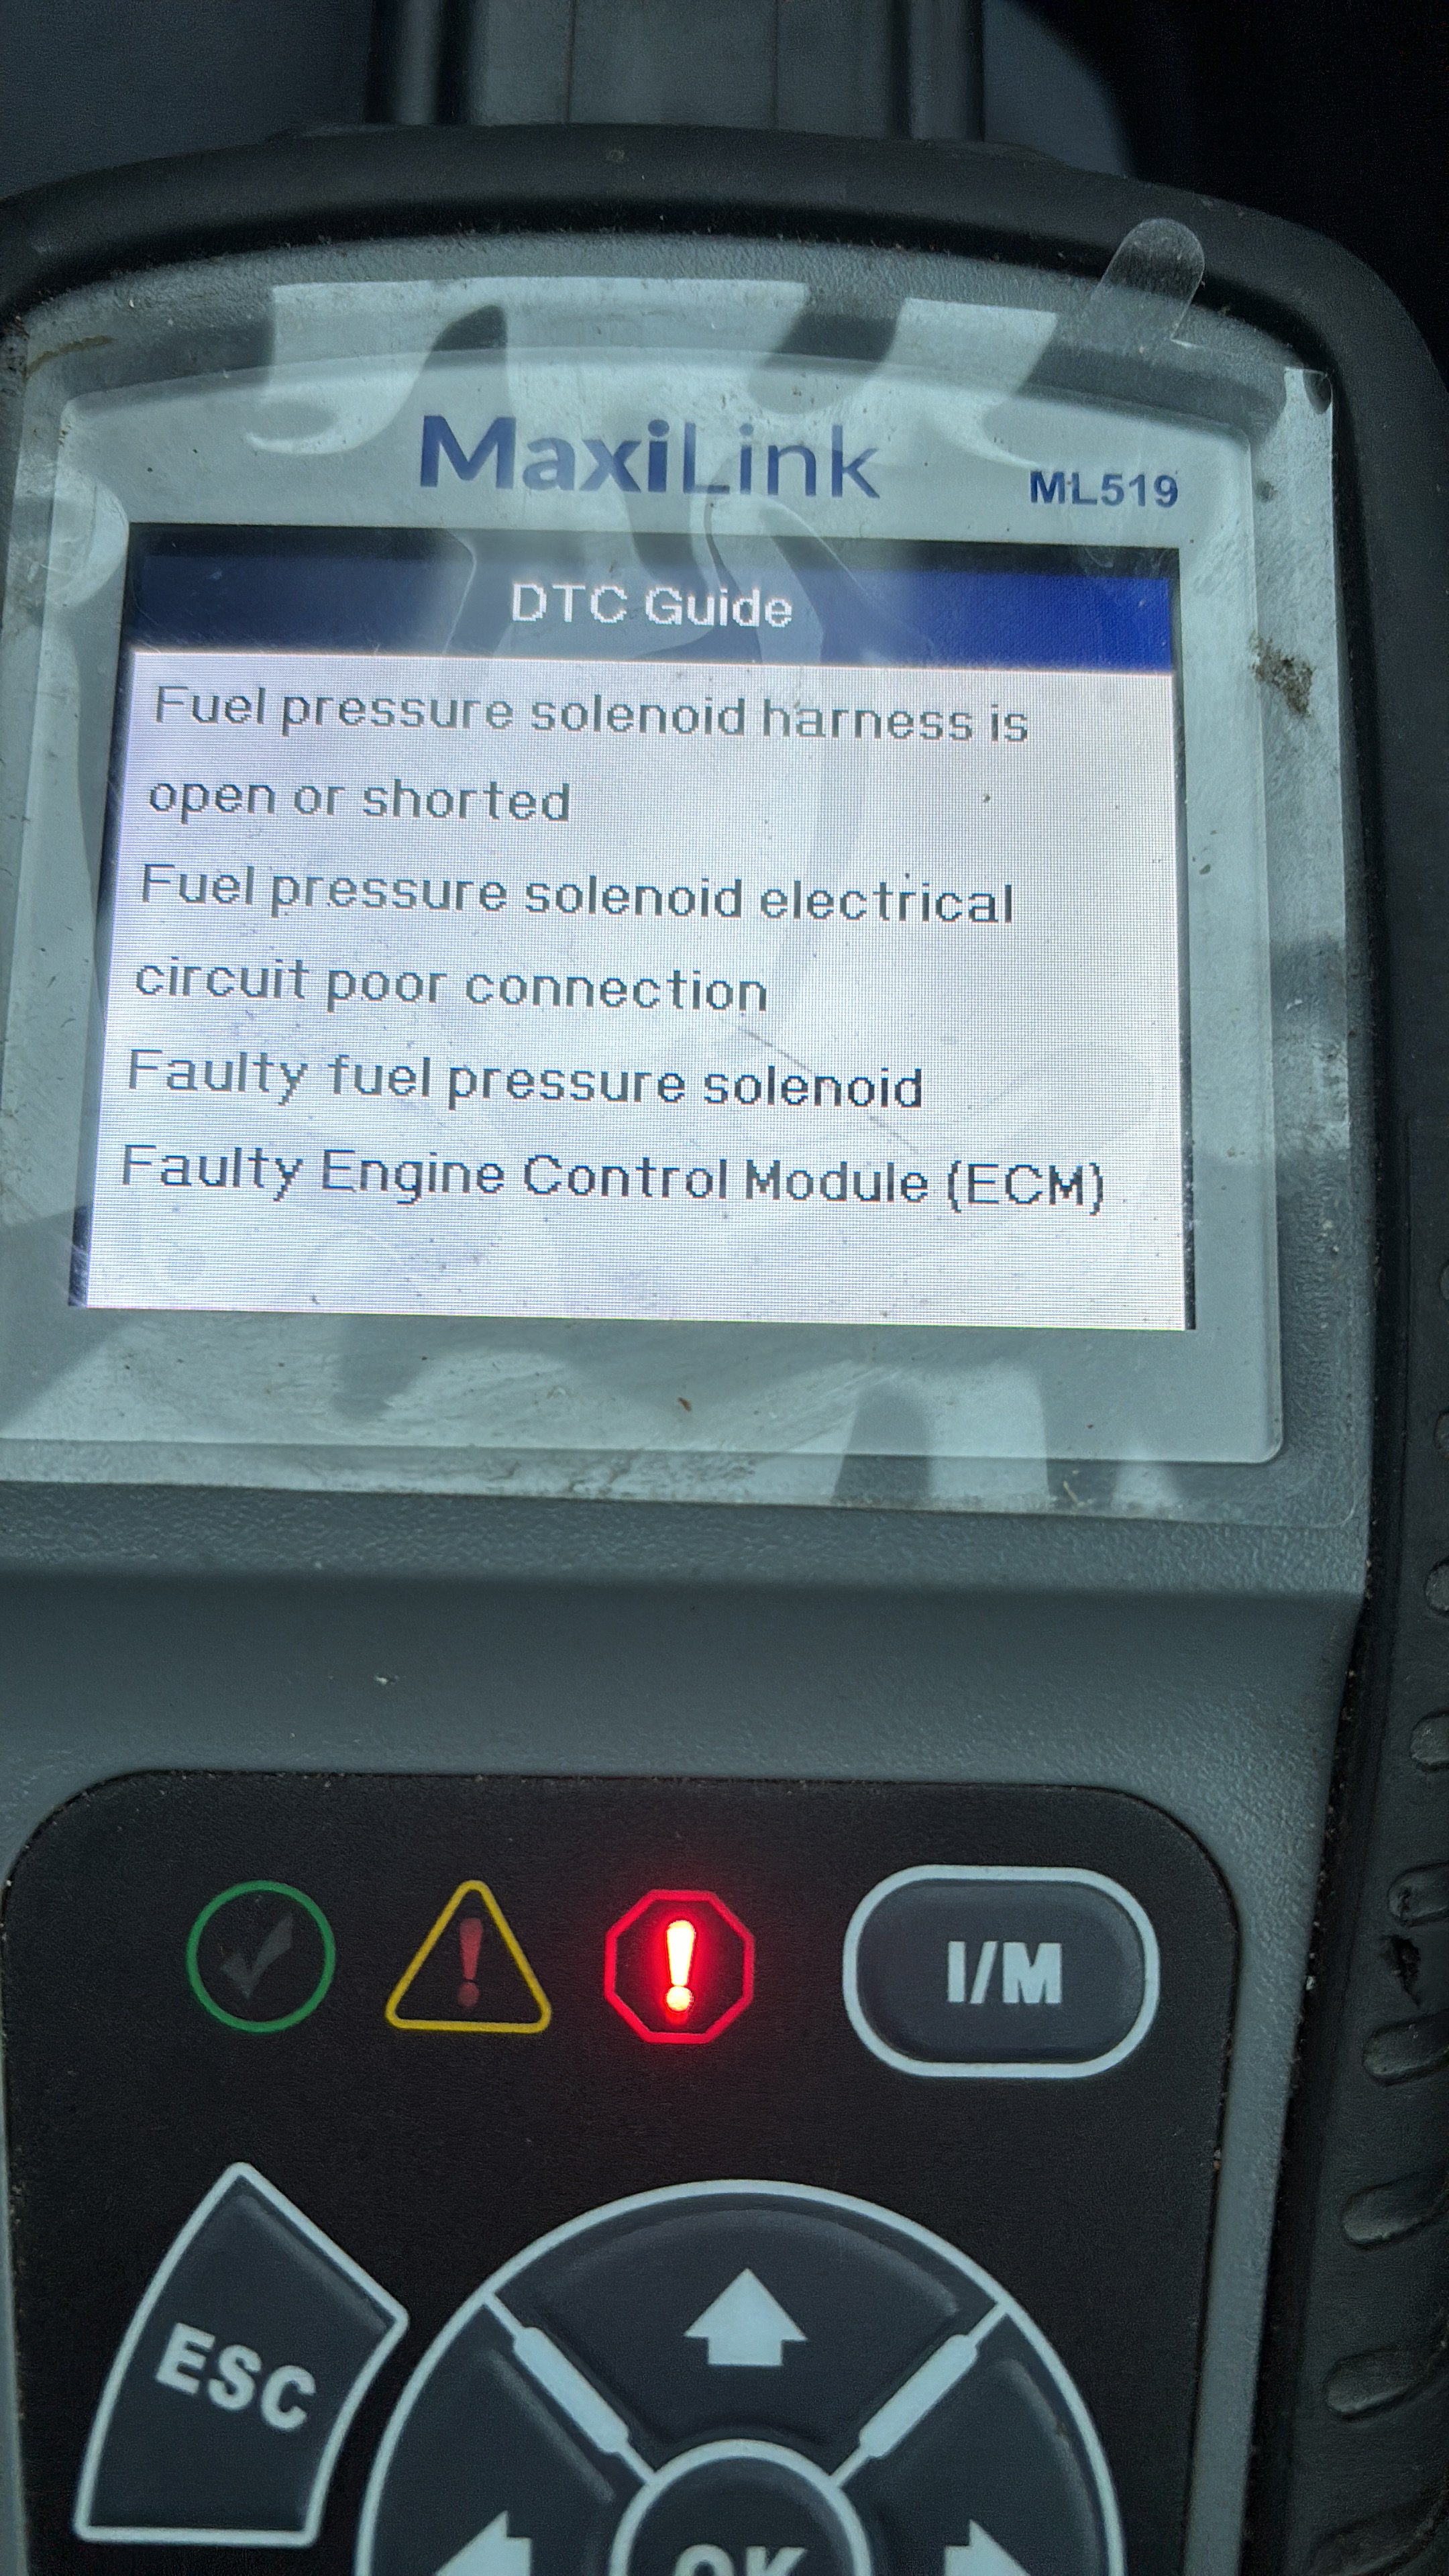 MaxiLink ML519
DTC Guide
Fuel pressure solenoid harness is
open or shorted
Fuel pressure solenoid electrical
circuit poor connection
Faulty fuel pressure solenoid
Faulty Engine Control Module (ECM)
I/M
ESC
OK